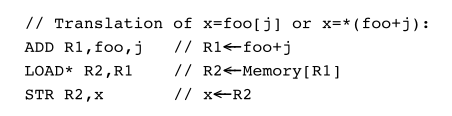 // Translation of x=foo[j] or x=*(foo+j):
ADD R1,foo,j // R1←foo+j
LOAD* R2,R1 // R2←Memory[R1]
STR R2,x // x←R2